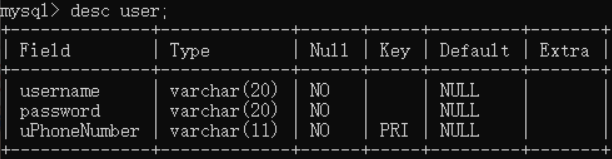 mysql> desc user;
+--------------+-------------+------+-----+---------+-------+
| Field        | Type        | Null | Key | Default | Extra |
+--------------+-------------+------+-----+---------+-------+
| username     | varchar(20) | NO   |     | NULL    |       |
| password     | varchar(20) | NO   |     | NULL    |       |
| uPhoneNumber | varchar(11) | NO   | PRI | NULL    |       |
+--------------+-------------+------+-----+---------+-------+